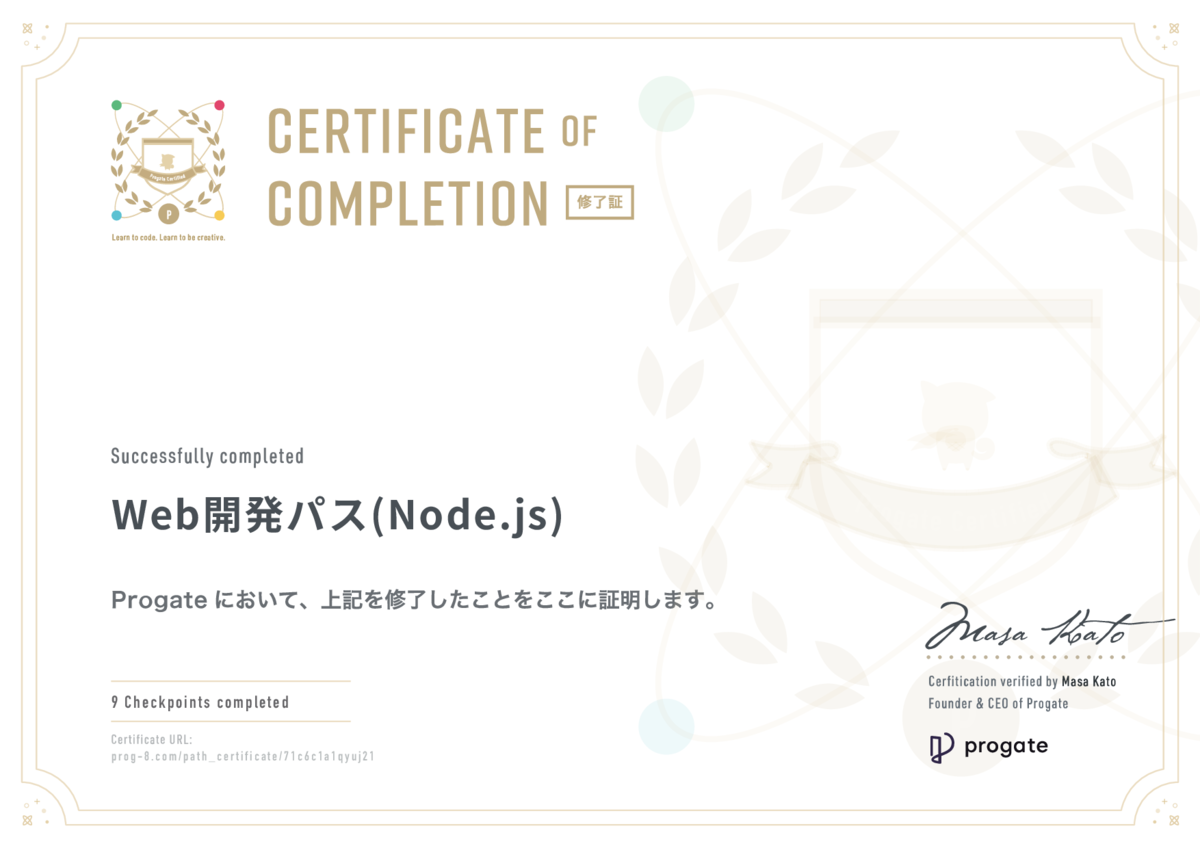 CERTIFICATE OF
COMPLETION 修了証
Progate Certified
P
Learn to code. Learn to be creative.
Successfully completed
Web開発パス(Node.js)
Progate において、上記を修了したことをここに証明します。
9 Checkpoints completed
Certificate URL:
prog-8.com/path_certificate/71c6c1a1qyuj21
Masa Kato
Cerfitication verified by Masa Kato
Founder & CEO of Progate
progate